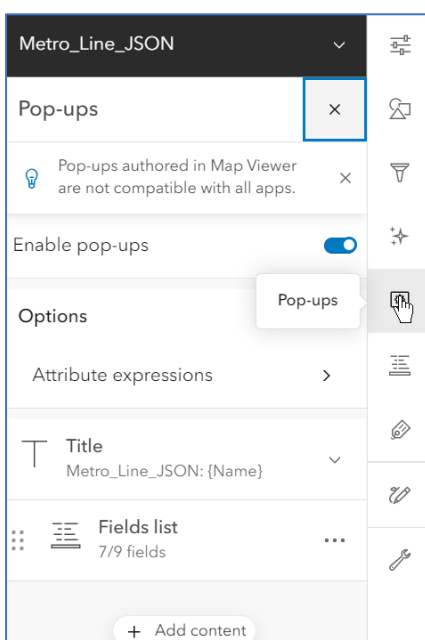 Metro_Line_JSON
Pop-ups
Pop-ups authored in Map Viewer
are not compatible with all apps.
Enable pop-ups
Pop-ups
Options
Attribute expressions
Title
Metro_Line_JSON: {Name}
Fields list
7/9 fields
+ Add content